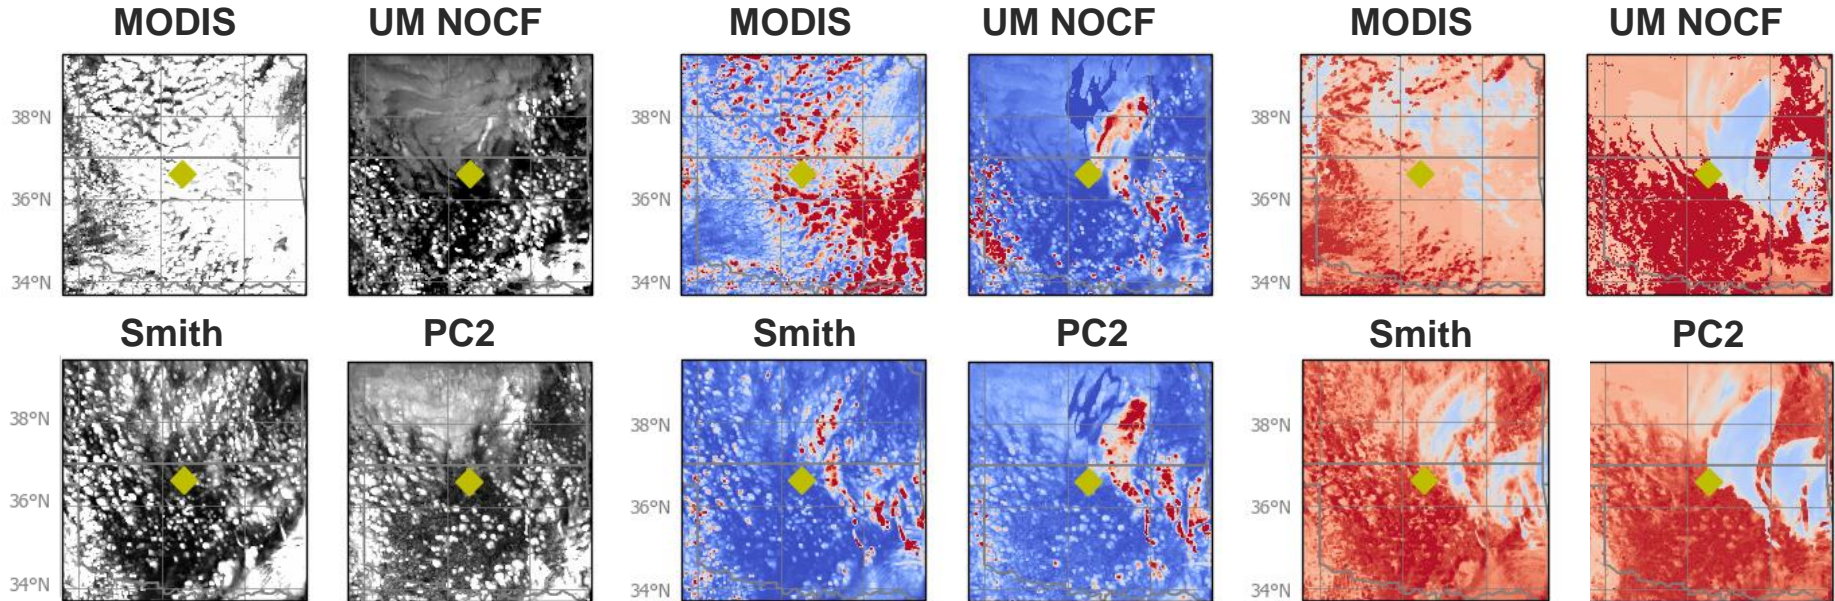 MODIS UM NOCF MODIS UM NOCF MODIS UM NOCF
38°N 38°N 38°N
36°N 36°N 36°N
34°N 34°N 34°N
Smith PC2 Smith PC2 Smith PC2
38°N 38°N 38°N
36°N 36°N 36°N
34°N 34°N 34°N